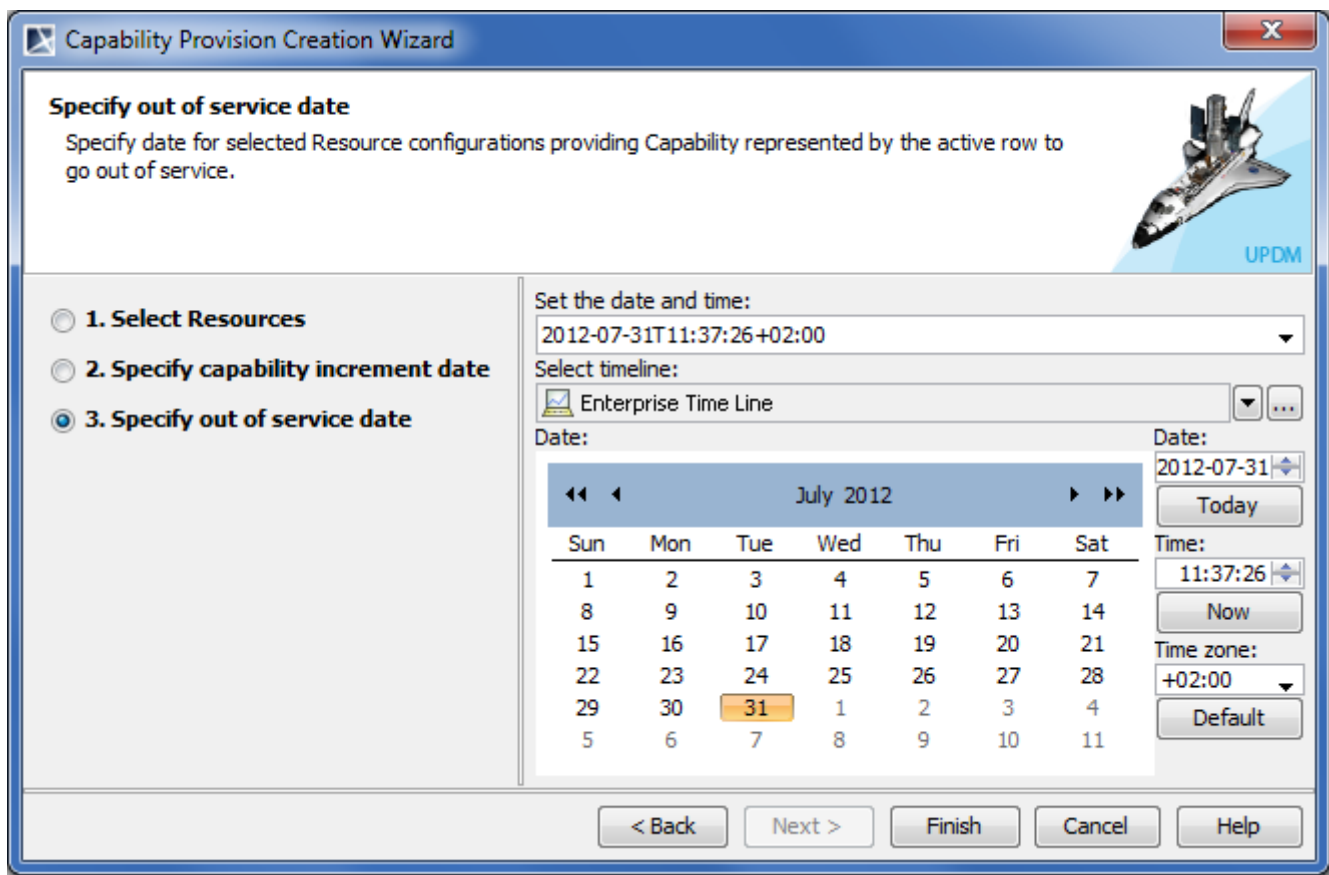 Capability Provision Creation Wizard
Specify out of service date
Specify date for selected Resource configurations providing Capability represented by the active row to
go out of service.
UPDM
1. Select Resources
2. Specify capability increment date
3. Specify out of service date
Set the date and time:
2012-07-31T11:37:26+02:00
Select timeline:
Enterprise Time Line
...
Date:
July 2012
Sun Mon Tue Wed Thu Fri Sat
1 2 3 4 5 6 7
8 9 10 11 12 13 14
15 16 17 18 19 20 21
22 23 24 25 26 27 28
29 30 31 1 2 3 4
5 6 7 8 9 10 11
Date:
2012-07-31
Today
Time:
11:37:26
Now
Time zone:
+02:00
Default
< Back Next > Finish Cancel Help